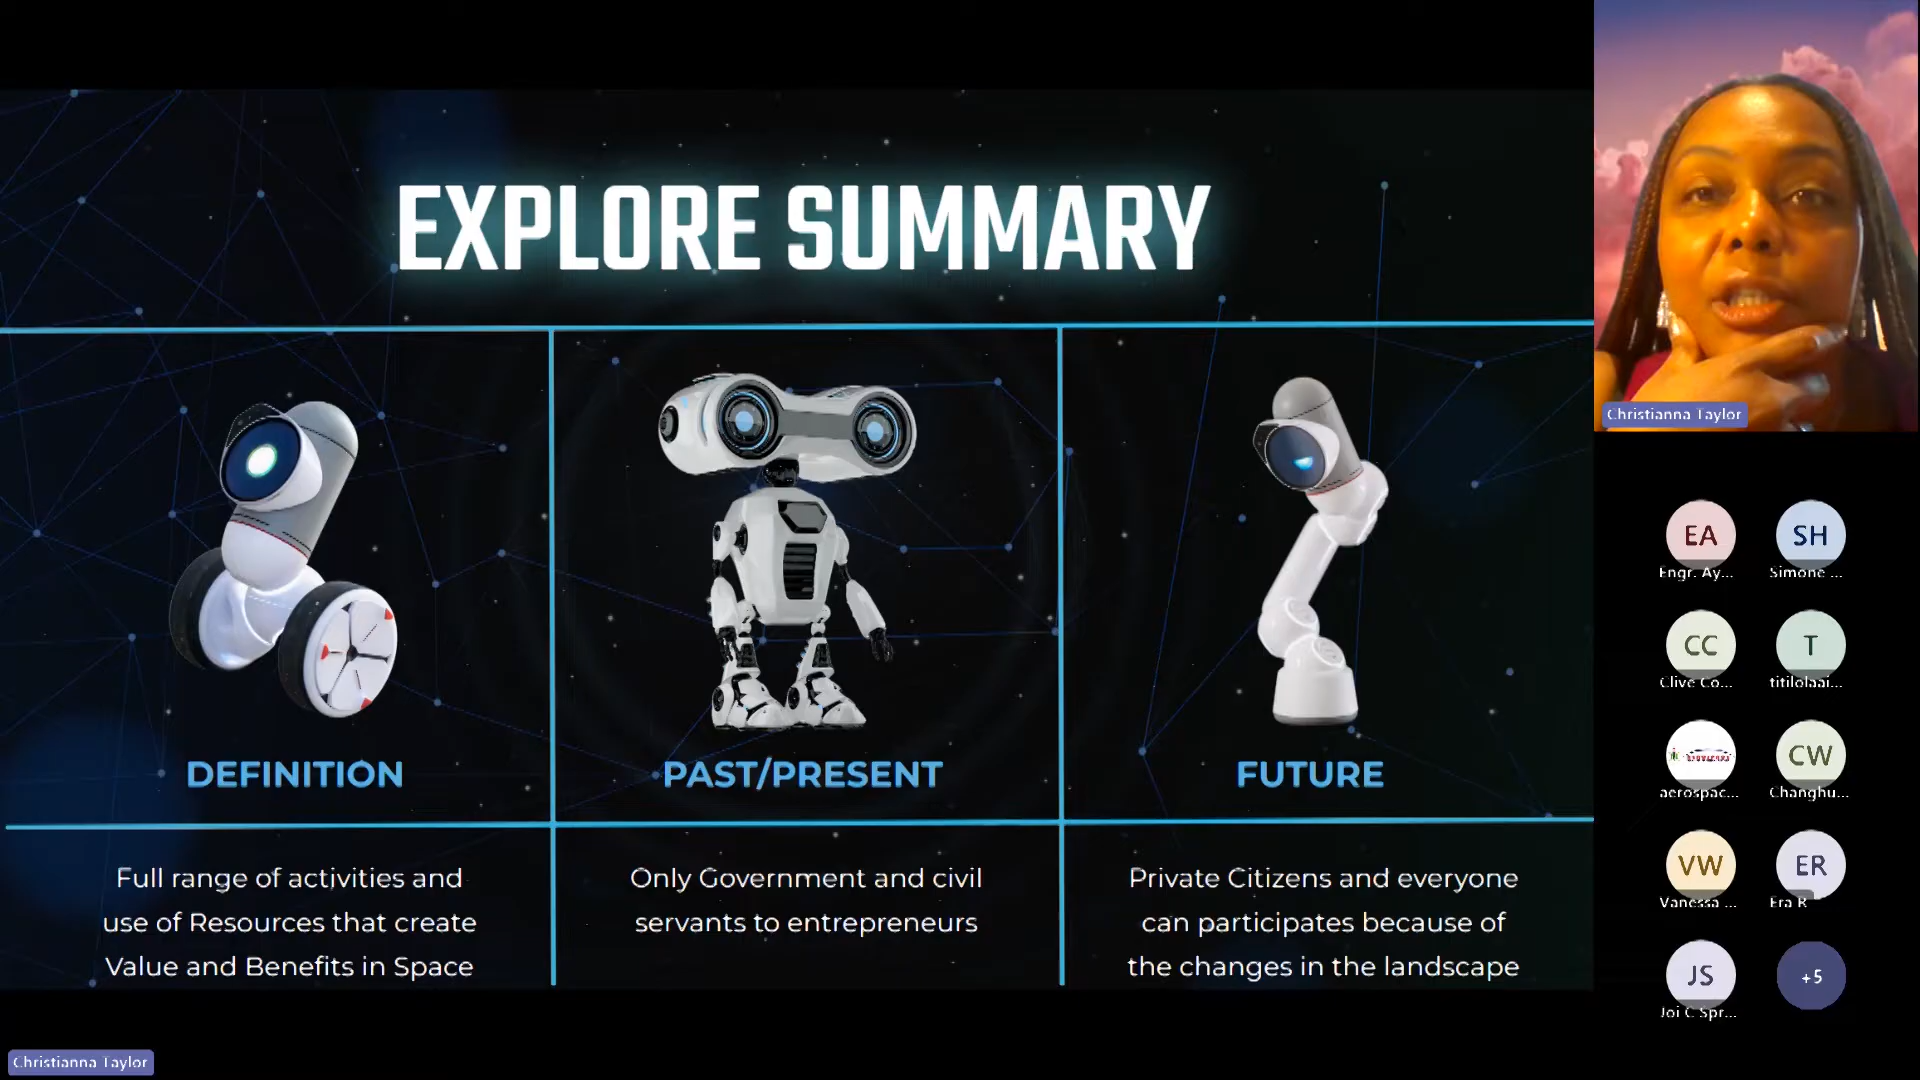 EXPLORE SUMMARY
DEFINITION
PAST/PRESENT
FUTURE
Full range of activities and
use of Resources that create
Value and Benefits in Space
Only Government and civil
servants to entrepreneurs
Private Citizens and everyone
can participates because of
the changes in the landscape
Christianna Taylor
EA
SH
Engr. Ay...
Simone ...
CC
T
Clive Co...
titilolaai...
CW
aerospac...
Changhu...
VW
ER
Vanessa ...
Era R
JS
+5
Joi C Spr...
Christianna Taylor